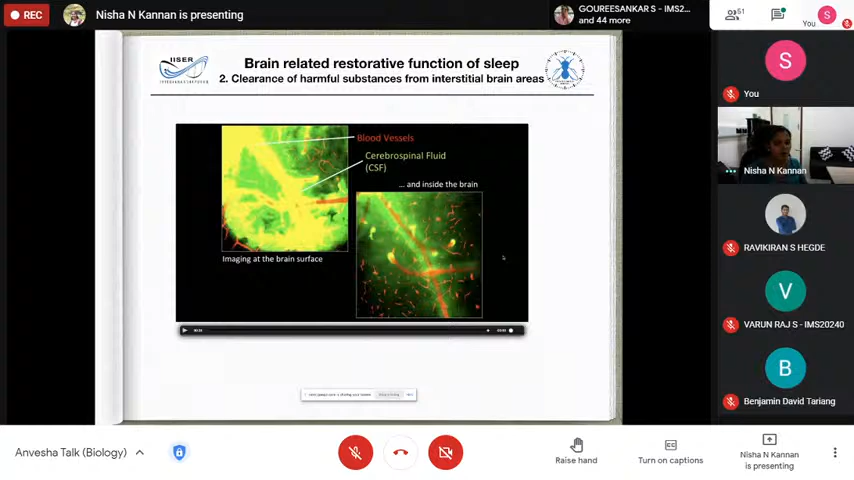 REC
Nisha N Kannan is presenting
GOUREESANKAR S - IMS2...
and 44 more
51
S
You
IISER
Brain related restorative function of sleep
2. Clearance of harmful substances from interstitial brain areas
Blood Vessels
Cerebrospinal Fluid
(CSF)
... and inside the brain
Imaging at the brain surface
S
You
Nisha N Kannan
RAVIKIRAN S HEGDE
V
VARUN RAJ S - IMS20240
B
Benjamin David Tariang
Anvesha Talk (Biology)
Raise hand
Turn on captions
Nisha N Kannan
is presenting